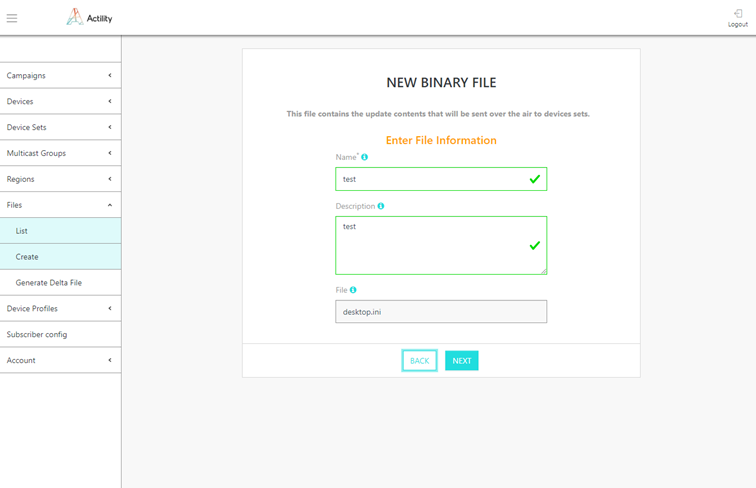 Actility
Logout
Campaigns
Devices
Device Sets
Multicast Groups
Regions
Files
List
Create
Generate Delta File
Device Profiles
Subscriber config
Account
NEW BINARY FILE
This file contains the update contents that will be sent over the air to devices sets.
Enter File Information
Name*
test
Description
test
File
desktop.ini
BACK NEXT